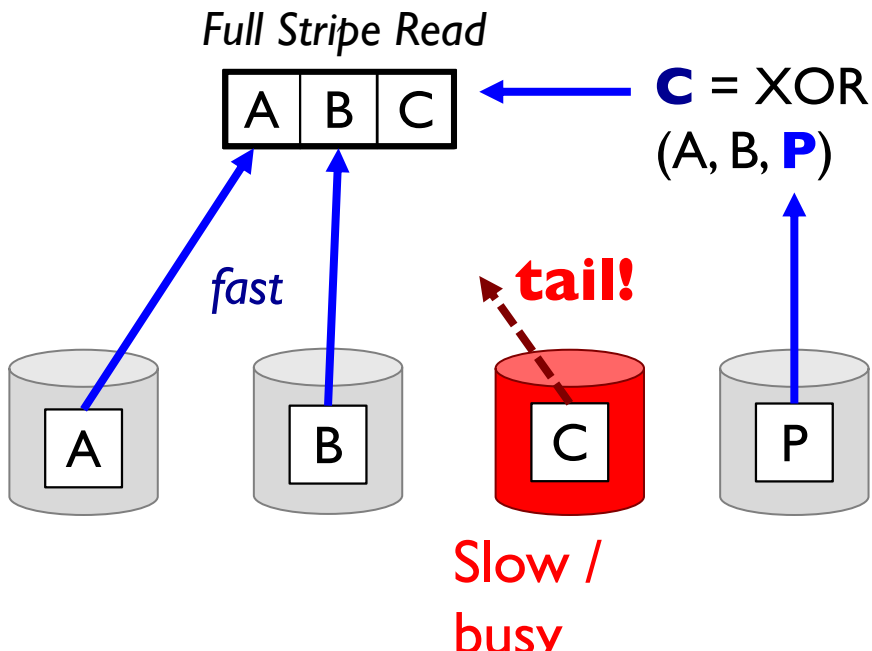 Full Stripe Read
A B C
C = XOR
(A, B, P)
fast
tail!
A
B
C
P
Slow /
busy